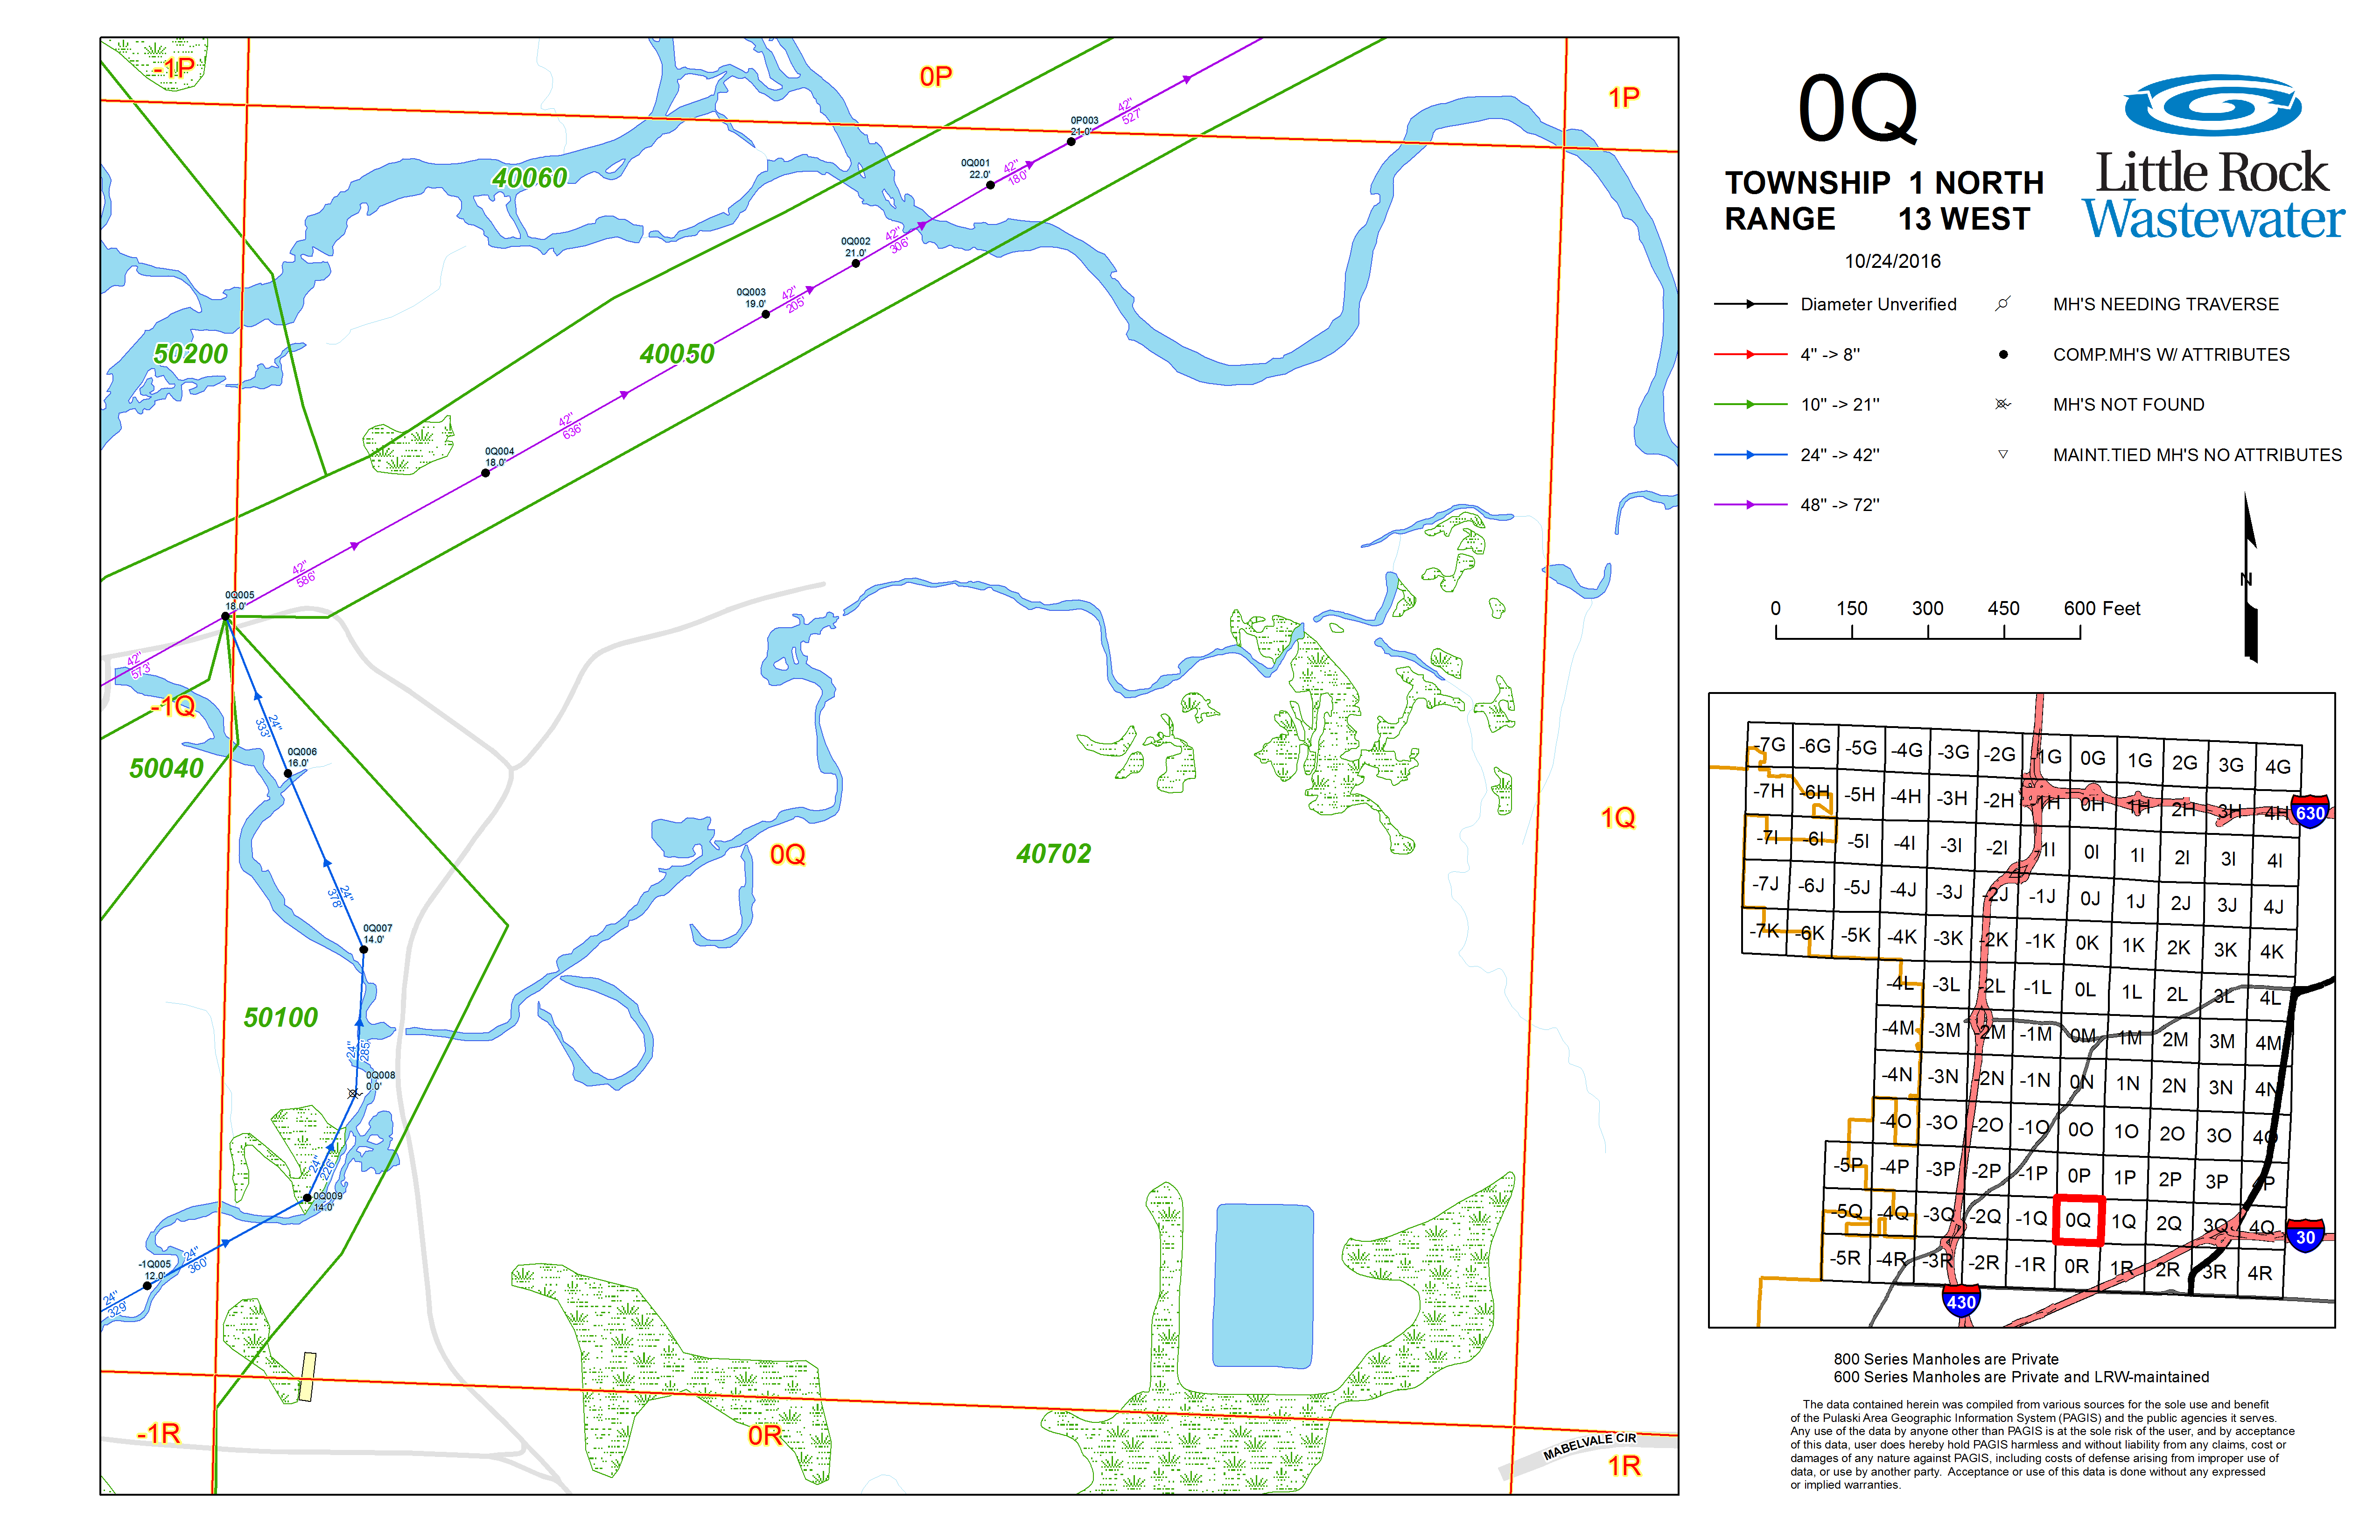 -1P
0P
1P
0P003
21.0'
42"
527'
0Q001
22.0'
42"
180'
40060
0Q002
21.0'
42"
306'
0Q003
19.0'
42"
205'
50200
40050
42"
636'
0Q004
18.0'
42"
586'
0Q005
18.0'
42"
573'
-1Q
24"
333'
0Q006
16.0'
50040
0Q
40702
1Q
24"
378'
0Q007
14.0'
50100
24"
285'
0Q008
0.0'
24"
226'
0Q009
14.0'
24"
360'
-1Q005
12.0'
24"
329'
-1R
0R
MABELVALE CIR
1R
0Q
TOWNSHIP 1 NORTH
RANGE 13 WEST
10/24/2016
Little Rock
Wastewater
Diameter Unverified
MH'S NEEDING TRAVERSE
4" -> 8"
COMP.MH'S W/ ATTRIBUTES
10" -> 21"
MH'S NOT FOUND
24" -> 42"
MAINT.TIED MH'S NO ATTRIBUTES
48" -> 72"
N
0 150 300 450 600 Feet
-7G -6G -5G -4G -3G -2G -1G 0G 1G 2G 3G 4G
-7H -6H -5H -4H -3H -2H -1H 0H 1H 2H 3H 4H
630
-7I -6I -5I -4I -3I -2I -1I 0I 1I 2I 3I 4I
-7J -6J -5J -4J -3J -2J -1J 0J 1J 2J 3J 4J
-7K -6K -5K -4K -3K -2K -1K 0K 1K 2K 3K 4K
-4L -3L -2L -1L 0L 1L 2L 3L 4L
-4M -3M -2M -1M 0M 1M 2M 3M 4M
-4N -3N -2N -1N 0N 1N 2N 3N 4N
-4O -3O -2O -1O 0O 1O 2O 3O 4O
-5P -4P -3P -2P -1P 0P 1P 2P 3P 4P
-5Q -4Q -3Q -2Q -1Q 0Q 1Q 2Q 3Q 4Q
30
-5R -4R -3R -2R -1R 0R 1R 2R 3R 4R
430
800 Series Manholes are Private
600 Series Manholes are Private and LRW-maintained
The data contained herein was compiled from various sources for the sole use and benefit
of the Pulaski Area Geographic Information System (PAGIS) and the public agencies it serves.
Any use of the data by anyone other than PAGIS is at the sole risk of the user, and by acceptance
of this data, user does hereby hold PAGIS harmless and without liability from any claims, cost or
damages of any nature against PAGIS, including costs of defense arising from improper use of
data, or use by another party. Acceptance or use of this data is done without any expressed
or implied warranties.